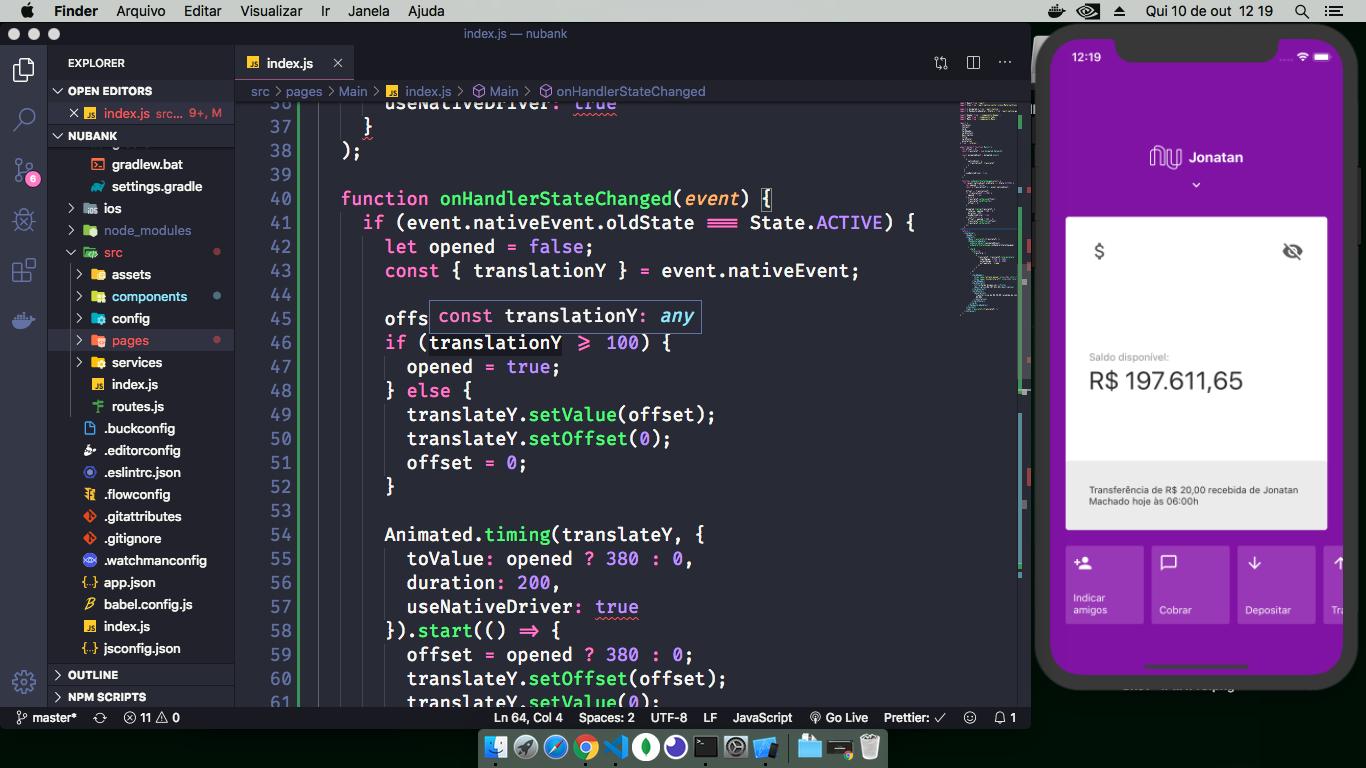 Finder Arquivo Editar Visualizar Ir Janela Ajuda
Qui 10 de out 12 19
index.js — nubank
EXPLORER
OPEN EDITORS
index.js src... 9+, M
NUBANK
gradlew.bat
settings.gradle
ios
node_modules
src
assets
components
config
pages
services
index.js
routes.js
.buckconfig
.editorconfig
.eslintrc.json
.flowconfig
.gitattributes
.gitignore
.watchmanconfig
app.json
babel.config.js
index.js
jsconfig.json
OUTLINE
NPM SCRIPTS
6
index.js
src > pages > Main > index.js > Main > onHandlerStateChanged
36 useNativeDriver: true
37 }
38 );
39
40 function onHandlerStateChanged(event) {
41 if (event.nativeEvent.oldState === State.ACTIVE) {
42 let opened = false;
43 const { translationY } = event.nativeEvent;
44
const translationY: any
45 offs
46 if (translationY >= 100) {
47 opened = true;
48 } else {
49 translateY.setValue(offset);
50 translateY.setOffset(0);
51 offset = 0;
52 }
53
54 Animated.timing(translateY, {
55 toValue: opened ? 380 : 0,
56 duration: 200,
57 useNativeDriver: true
58 }).start(() => {
59 offset = opened ? 380 : 0;
60 translateY.setOffset(offset);
61 translateY.setValue(0);
master* 11 0
Ln 64, Col 4 Spaces: 2 UTF-8 LF JavaScript Go Live Prettier: ✓ 1
12:19
Jonatan
$
Saldo disponível:
R$ 197.611,65
Transferência de R$ 20,00 recebida de Jonatan
Machado hoje às 06:00h
Indicar
amigos
Cobrar
Depositar
Tra